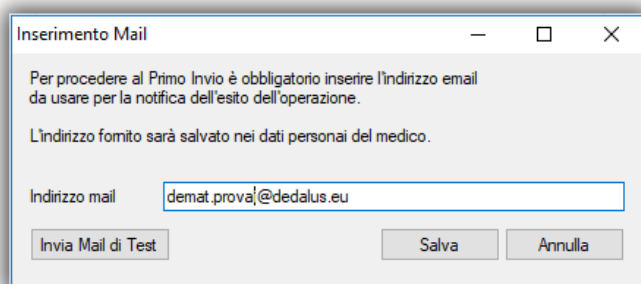 Inserimento Mail
Per procedere al Primo Invio è obbligatorio inserire l'indirizzo email
da usare per la notifica dell'esito dell'operazione.
L'indirizzo fornito sarà salvato nei dati personai del medico.
Indirizzo mail demat.prova@dedalus.eu
Invia Mail di Test Salva Annulla